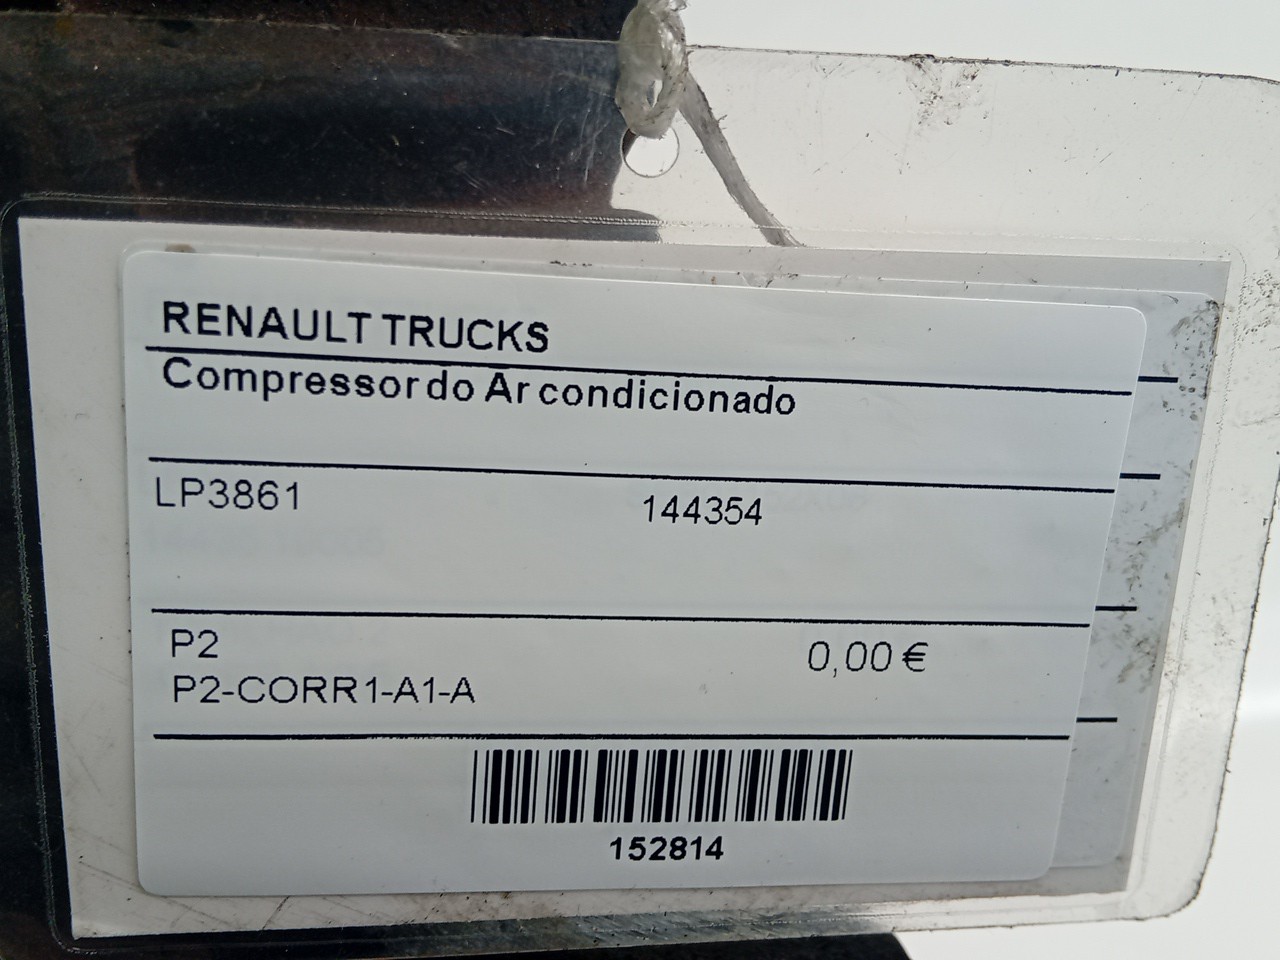 RENAULT TRUCKS
Compressor do Ar condicionado
LP3861 144354
P2 0,00 €
P2-CORR1-A1-A
152814